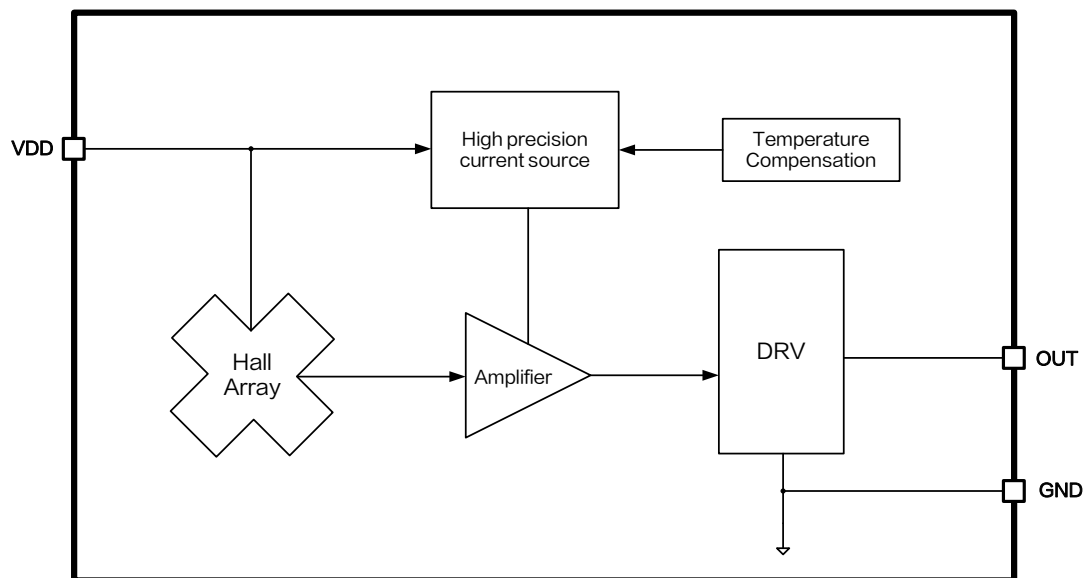 VDD
High precision
current source
Temperature
Compensation
Hall
Array
Amplifier
DRV
OUT
GND